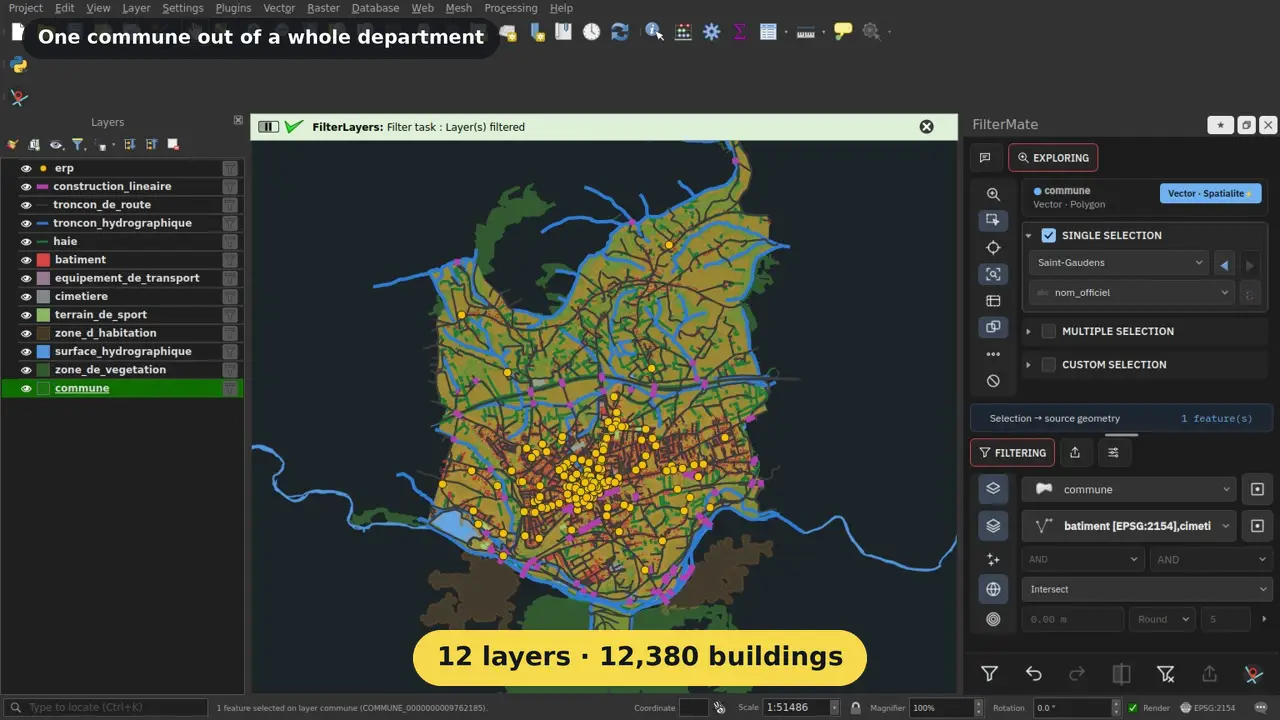 Project Edit View Layer Settings Plugins Vector Raster Database Web Mesh Processing Help
One commune out of a whole department
Layers
erp
construction_lineaire
troncon_de_route
troncon_hydrographique
haie
batiment
equipement_de_transport
cimetiere
terrain_de_sport
zone_d_habitation
surface_hydrographique
zone_de_vegetation
commune
FilterLayers: Filter task : Layer(s) filtered
12 layers · 12,380 buildings
FilterMate
EXPLORING
commune
Vector · Polygon
Vector · Spatialite
SINGLE SELECTION
Saint-Gaudens
abc nom_officiel
MULTIPLE SELECTION
CUSTOM SELECTION
Selection → source geometry 1 feature(s)
FILTERING
commune
batiment [EPSG:2154],cimeti
AND AND
Intersect
0.00 m Round 5
Type to locate (Ctrl+K)
1 feature selected on layer commune (COMMUNE_0000000009762185).
Coordinate
Scale 1:51486
Magnifier 100%
Rotation 0.0 °
Render
EPSG:2154